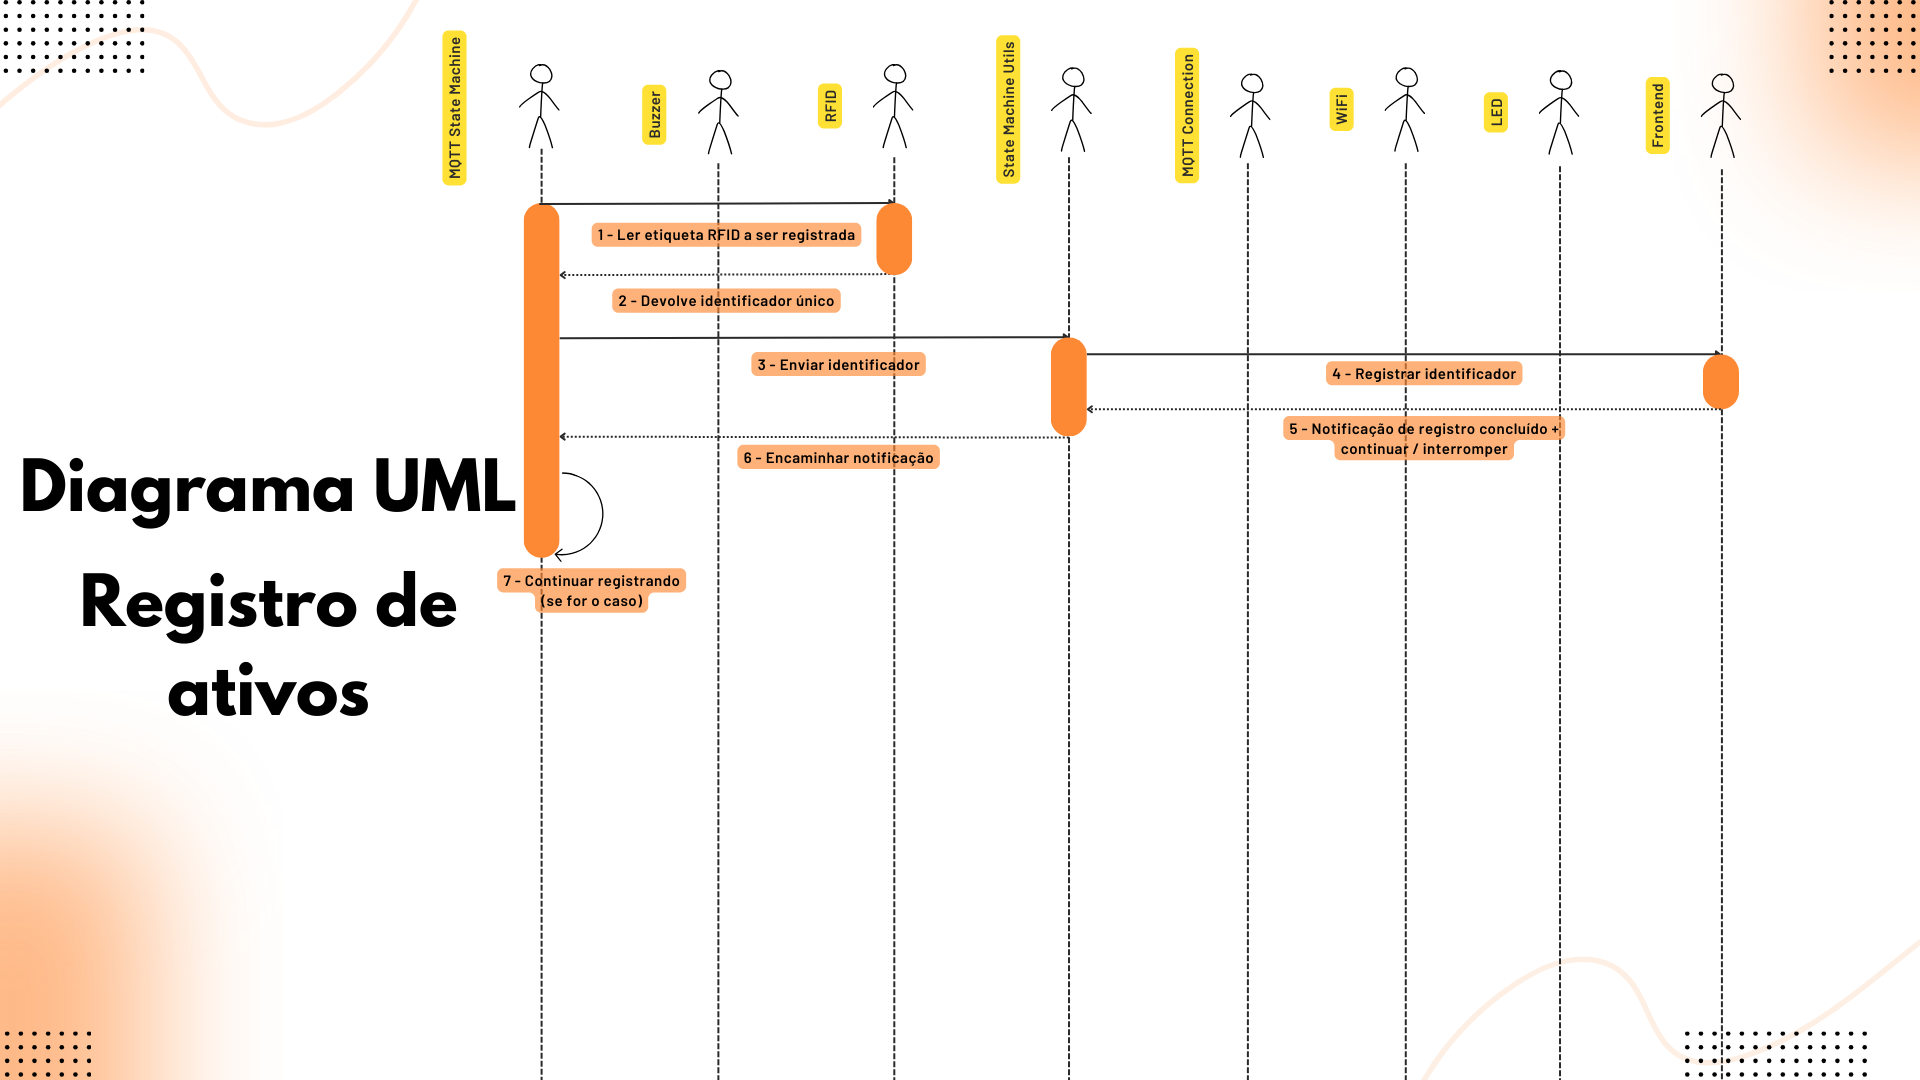 MQTT State Machine
Buzzer
RFID
State Machine Utils
MQTT Connection
WiFi
LED
Frontend
1 - Ler etiqueta RFID a ser registrada
2 - Devolve identificador único
3 - Enviar identificador
4 - Registrar identificador
5 - Notificação de registro concluído +
continuar / interromper
6 - Encaminhar notificação
7 - Continuar registrando
(se for o caso)
Diagrama UML
Registro de
ativos